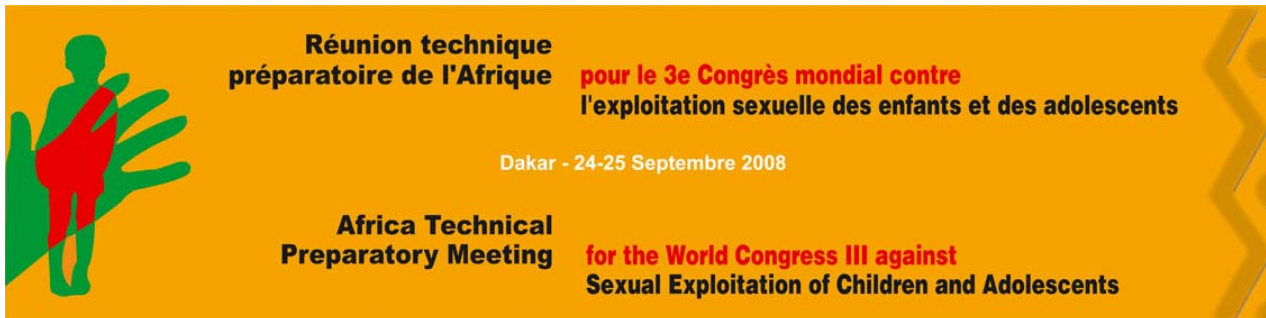 Réunion technique
préparatoire de l'Afrique
pour le 3e Congrès mondial contre
l'exploitation sexuelle des enfants et des adolescents
Dakar - 24-25 Septembre 2008
Africa Technical
Preparatory Meeting
for the World Congress III against
Sexual Exploitation of Children and Adolescents